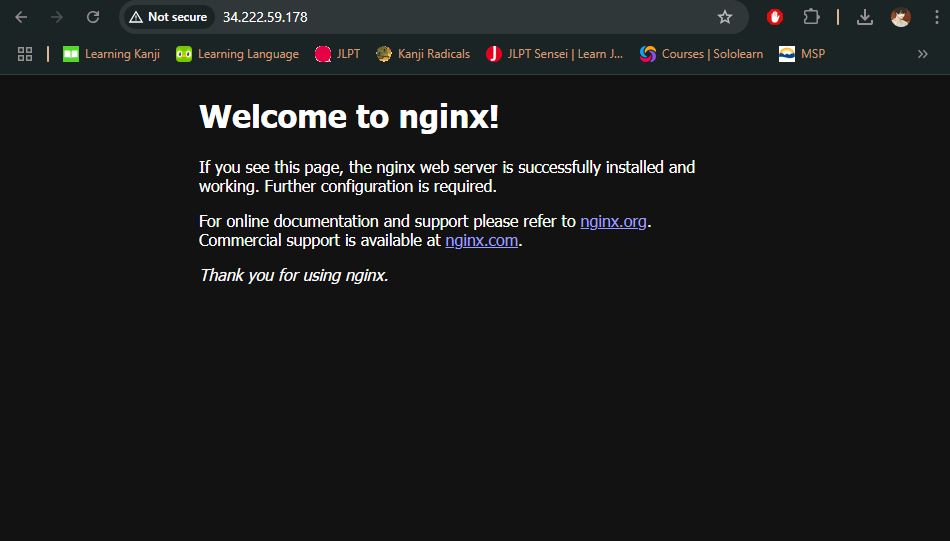 Not secure 34.222.59.178
Learning Kanji Learning Language JLPT Kanji Radicals JLPT Sensei | Learn J... Courses | Sololearn MSP
Welcome to nginx!
If you see this page, the nginx web server is successfully installed and
working. Further configuration is required.
For online documentation and support please refer to nginx.org.
Commercial support is available at nginx.com.
Thank you for using nginx.